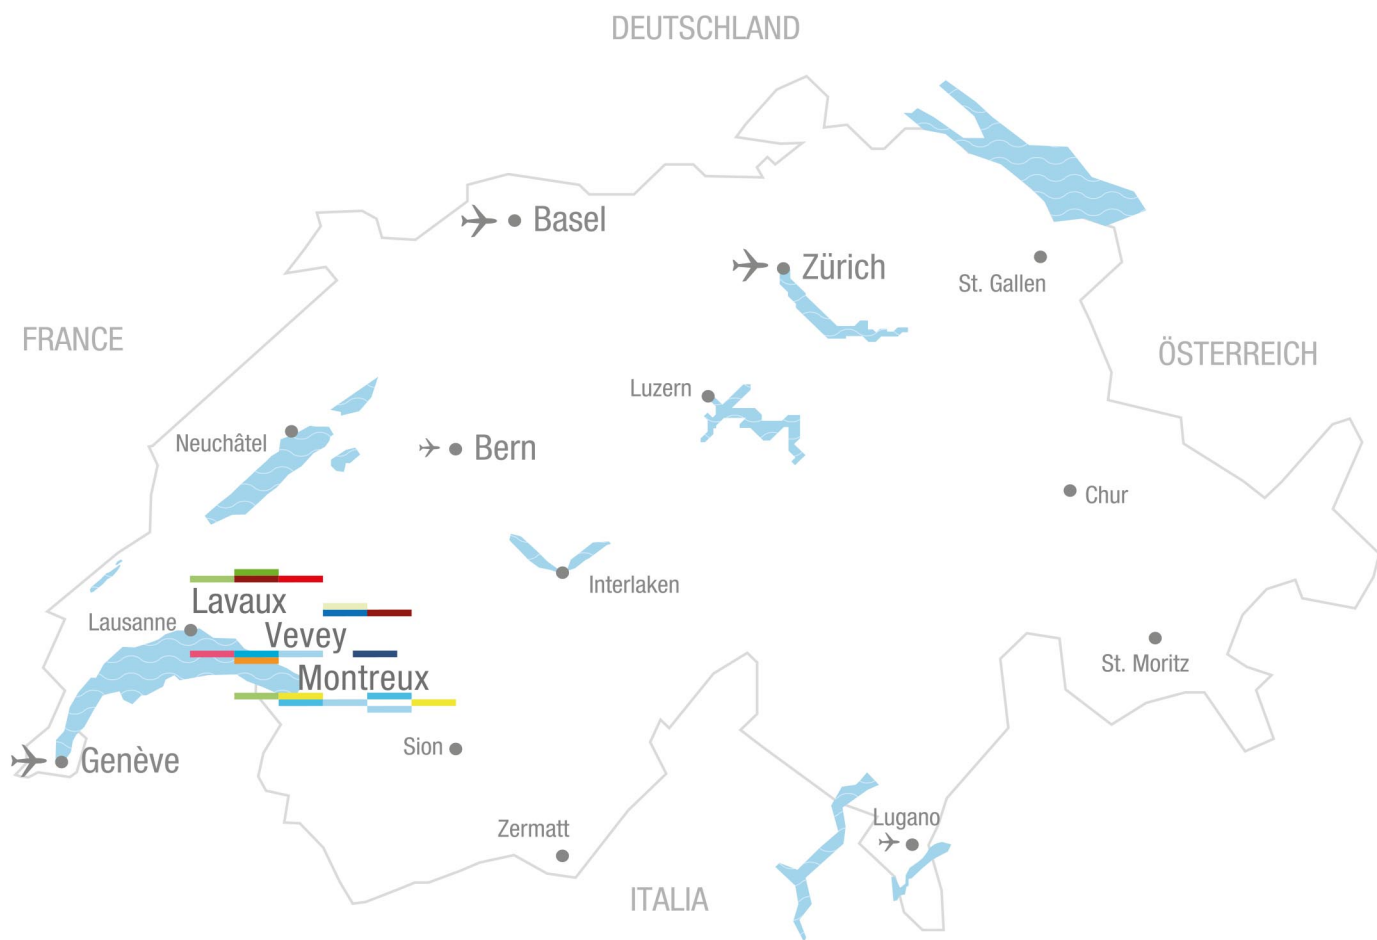 DEUTSCHLAND
Basel
Zürich
St. Gallen
FRANCE
ÖSTERREICH
Luzern
Neuchâtel
Bern
Chur
Interlaken
Lavaux
Lausanne
Vevey
St. Moritz
Montreux
Sion
Genève
Lugano
Zermatt
ITALIA